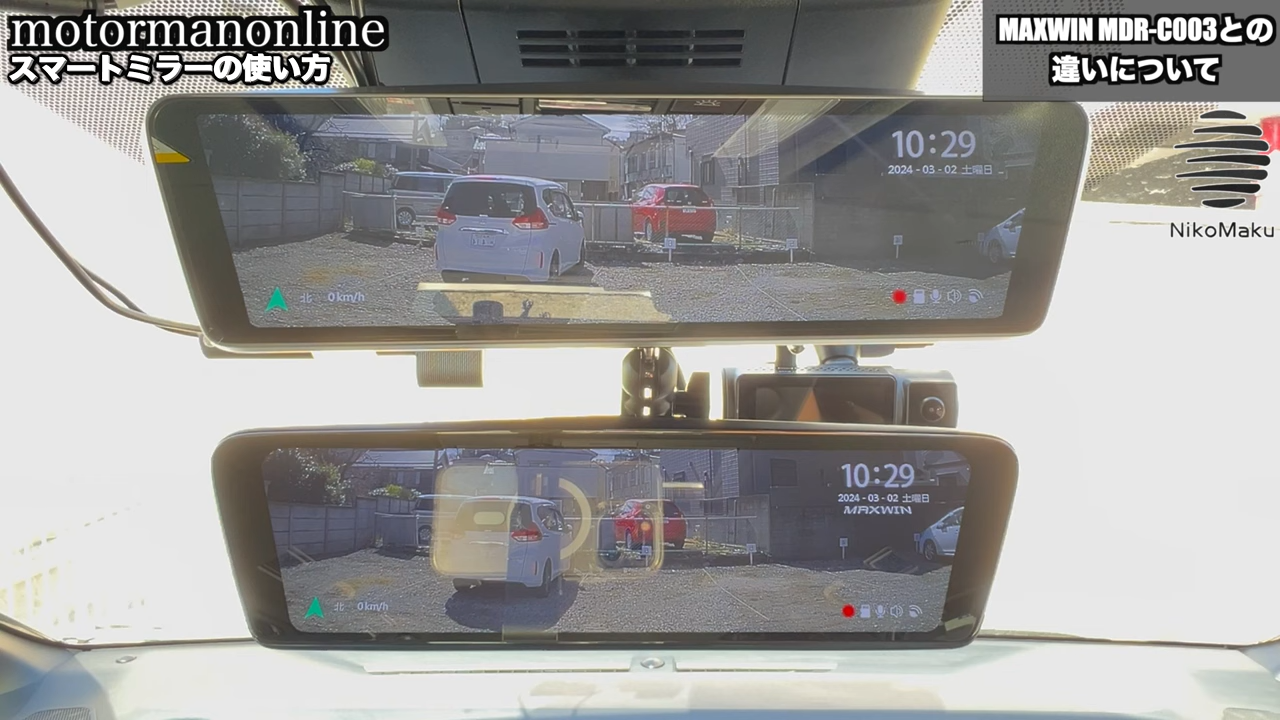 motormanonline
スマートミラーの使い方
MAXWIN MDR-C003との
違いについて
NikoMaku
10:29
2024-03-02 土曜日
北 0km/h
10:29
2024-03-02 土曜日
MAXWIN
北 0km/h